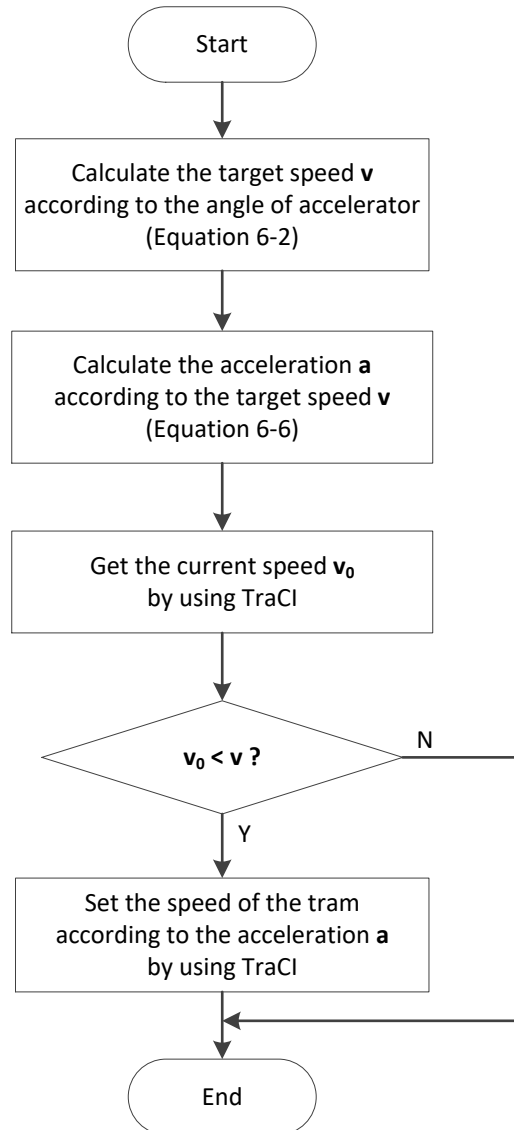 Start
Calculate the target speed v
according to the angle of accelerator
(Equation 6-2)
Calculate the acceleration a
according to the target speed v
(Equation 6-6)
Get the current speed v₀
by using TraCI
v₀ < v ?
N
Y
Set the speed of the tram
according to the acceleration a
by using TraCI
End